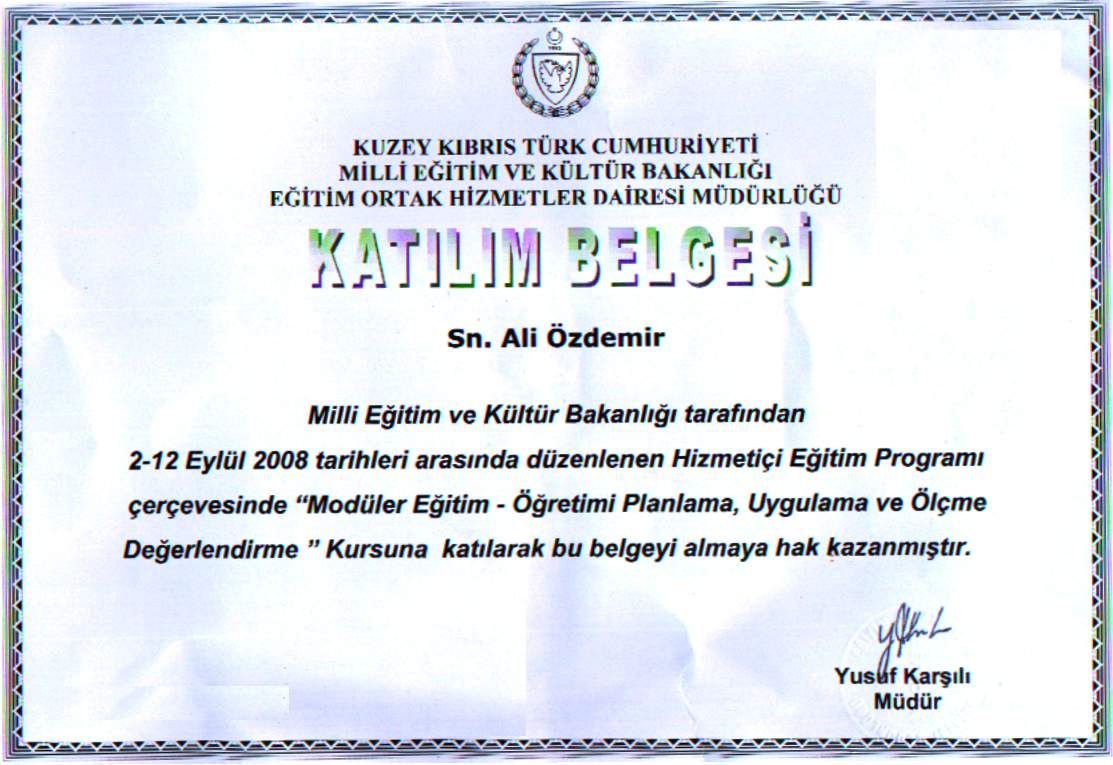 1983
KUZEY KIBRIS TÜRK CUMHURİYETİ
MİLLİ EĞİTİM VE KÜLTÜR BAKANLIĞI
EĞİTİM ORTAK HİZMETLER DAİRESİ MÜDÜRLÜĞÜ
KATILIM BELGESİ
Sn. Ali Özdemir
Milli Eğitim ve Kültür Bakanlığı tarafından
2-12 Eylül 2008 tarihleri arasında düzenlenen Hizmetiçi Eğitim Programı
çerçevesinde “Modüler Eğitim - Öğretimi Planlama, Uygulama ve Ölçme
Değerlendirme ” Kursuna katılarak bu belgeyi almaya hak kazanmıştır.
Yusuf Karşılı
Müdür